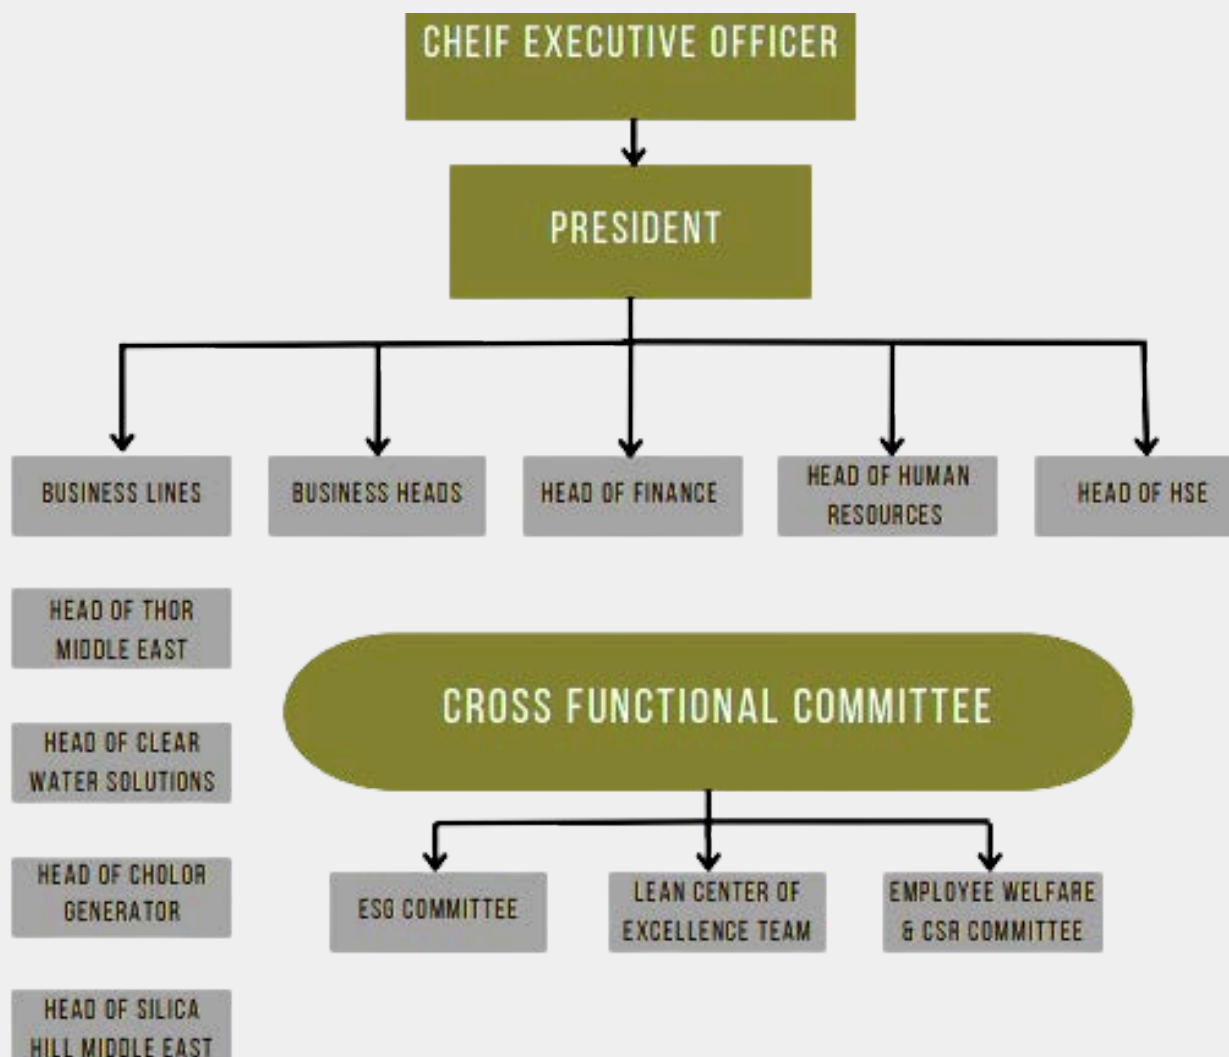 CHEIF EXECUTIVE OFFICER
PRESIDENT
BUSINESS LINES
BUSINESS HEADS
HEAD OF FINANCE
HEAD OF HUMAN
RESOURCES
HEAD OF HSE
HEAD OF THOR
MIDDLE EAST
HEAD OF CLEAR
WATER SOLUTIONS
HEAD OF CHOLOR
GENERATOR
HEAD OF SILICA
HILL MIDDLE EAST
CROSS FUNCTIONAL COMMITTEE
ESG COMMITTEE
LEAN CENTER OF
EXCELLENCE TEAM
EMPLOYEE WELFARE
& CSR COMMITTEE